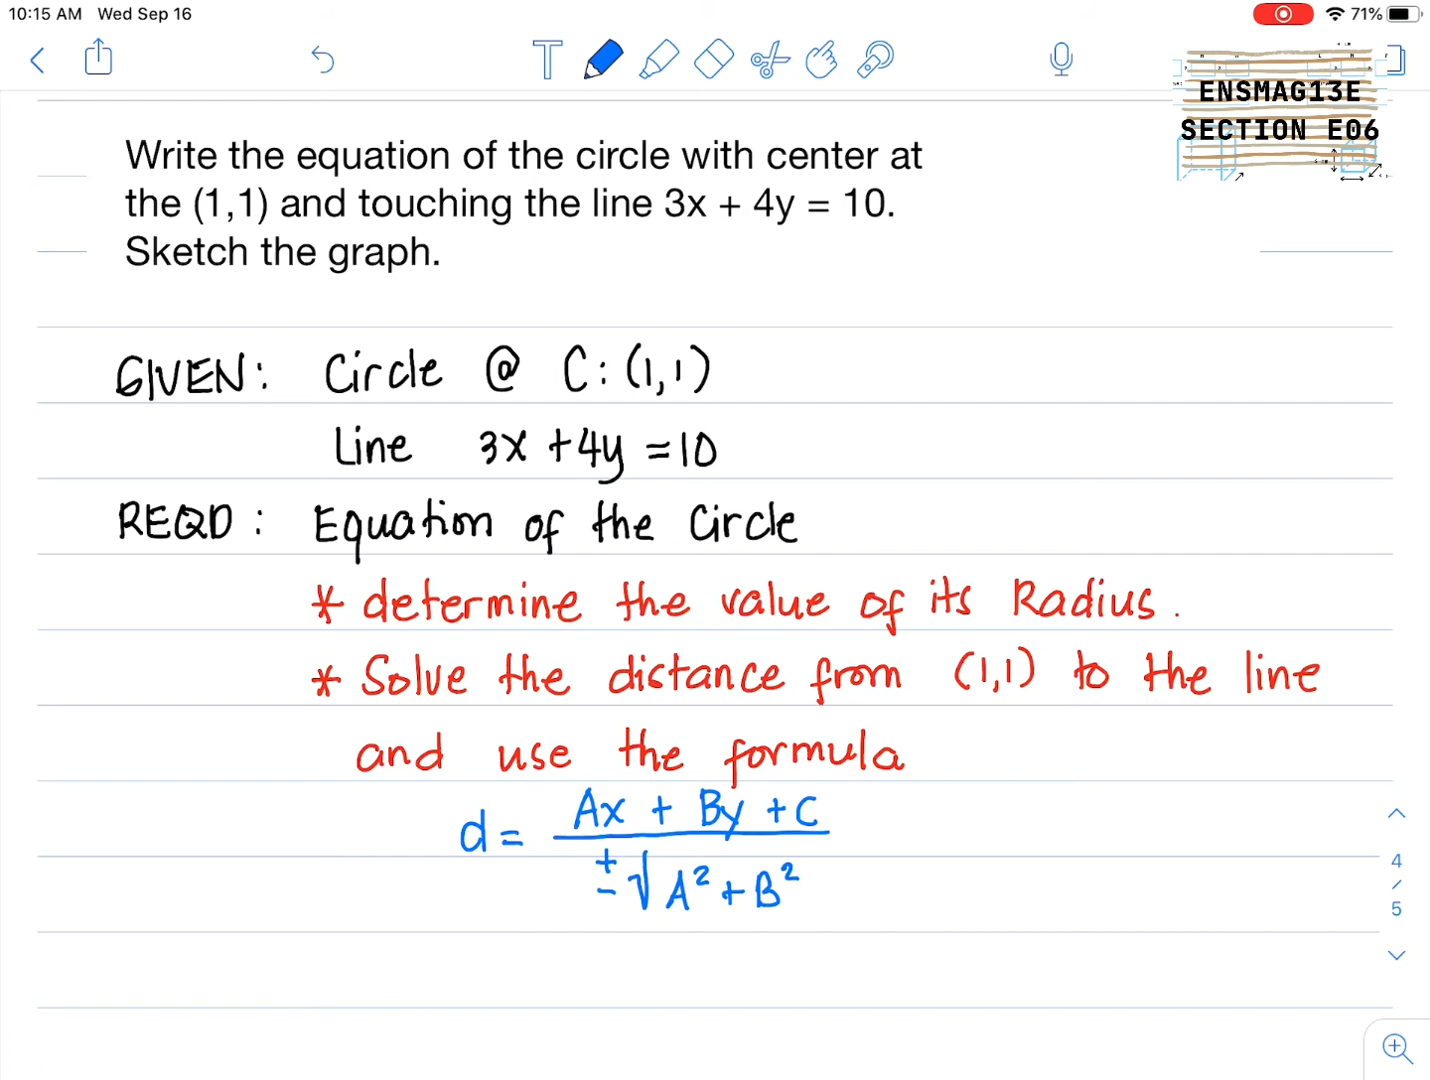 10:15 AM Wed Sep 16
71%
ENSMAG13E
SECTION E06
Write the equation of the circle with center at
the (1,1) and touching the line 3x + 4y = 10.
Sketch the graph.
GIVEN: Circle @ C: (1,1)
Line 3x +4y =10
REQD: Equation of the Circle
* determine the value of its Radius.
* Solve the distance from (1,1) to the line
and use the formula
d = Ax + By + C
± √ A² + B²
4
/
5